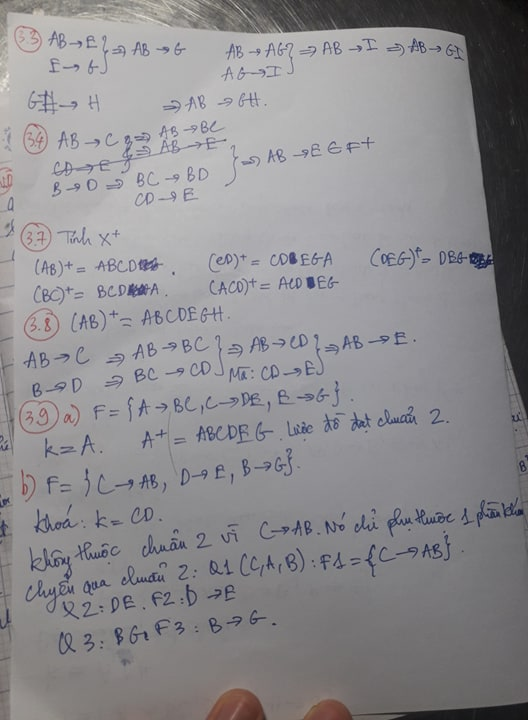 3.3 AB → E } ⇒ AB → G AB → AG } ⇒ AB → I ⇒ AB → GI
E → G AG → I
G → H ⇒ AB → GH.
3.4 AB → C ⇒ AB → BC
CD → E } ⇒ AB → E } ⇒ AB → E ∈ F+
B → D ⇒ BC → BD
CD → E
3.7 Tính X+
(AB)+ = ABCD. (CD)+ = CDEGA (DEG)+ = DEG
(BC)+ = BCDA. (ACD)+ = ACDEG
3.8 (AB)+ = ABCDEGH.
AB → C ⇒ AB → BC } ⇒ AB → CD } ⇒ AB → E.
B → D ⇒ BC → CD Mà: CD → E
3.9 a) F = {A → BC, C → DE, E → G}.
k = A. A+ = ABCDEG. Lược đồ đạt chuẩn 2.
b) F = {C → AB, D → E, B → G}.
Khoá: k = CD.
không thuộc chuẩn 2 vì C → AB. Nó chỉ phụ thuộc 1 phần
chuyển qua chuẩn 2: Q1 (C, A, B) : F1 = {C → AB}.
Q2: DE. F2: D → E
Q3: BG. F3: B → G.